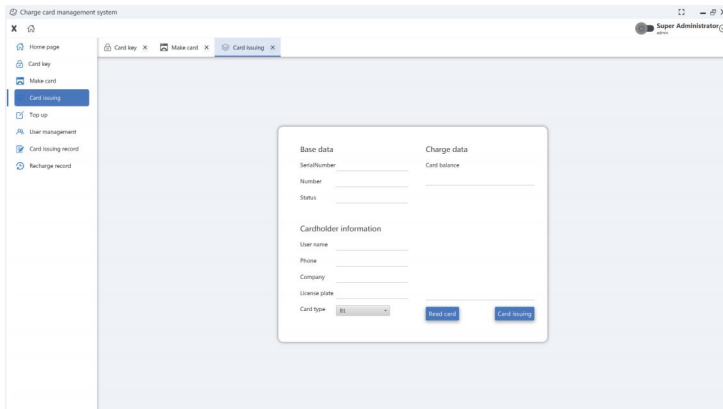 Charge card management system
Super Administrator
admin
Home page
Card key
Make card
Card issuing
Top up
User management
Card issuing record
Recharge record
Card key
Make card
Card issuing
Base data
SerialNumber
Number
Status
Charge data
Card balance
Cardholder information
User name
Phone
Company
License plate
Card type
B1
Read card
Card issuing